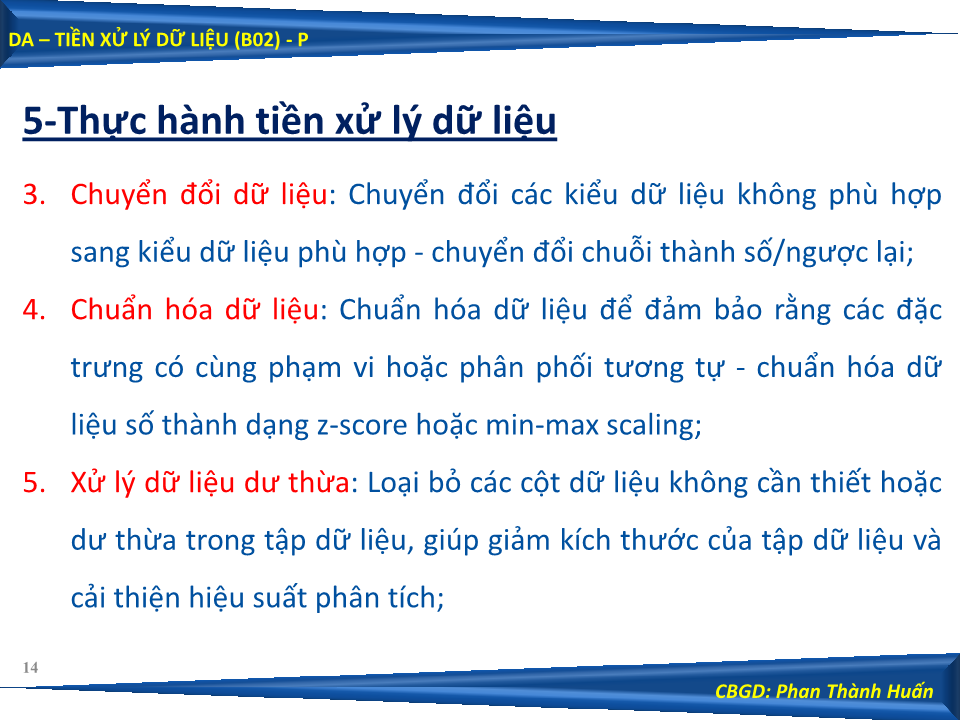 DA – TIỀN XỬ LÝ DỮ LIỆU (B02) - P
5-Thực hành tiền xử lý dữ liệu
3. Chuyển đổi dữ liệu: Chuyển đổi các kiểu dữ liệu không phù hợp
sang kiểu dữ liệu phù hợp - chuyển đổi chuỗi thành số/ngược lại;
4. Chuẩn hóa dữ liệu: Chuẩn hóa dữ liệu để đảm bảo rằng các đặc
trưng có cùng phạm vi hoặc phân phối tương tự - chuẩn hóa dữ
liệu số thành dạng z-score hoặc min-max scaling;
5. Xử lý dữ liệu dư thừa: Loại bỏ các cột dữ liệu không cần thiết hoặc
dư thừa trong tập dữ liệu, giúp giảm kích thước của tập dữ liệu và
cải thiện hiệu suất phân tích;
14
CBGD: Phan Thành Huấn